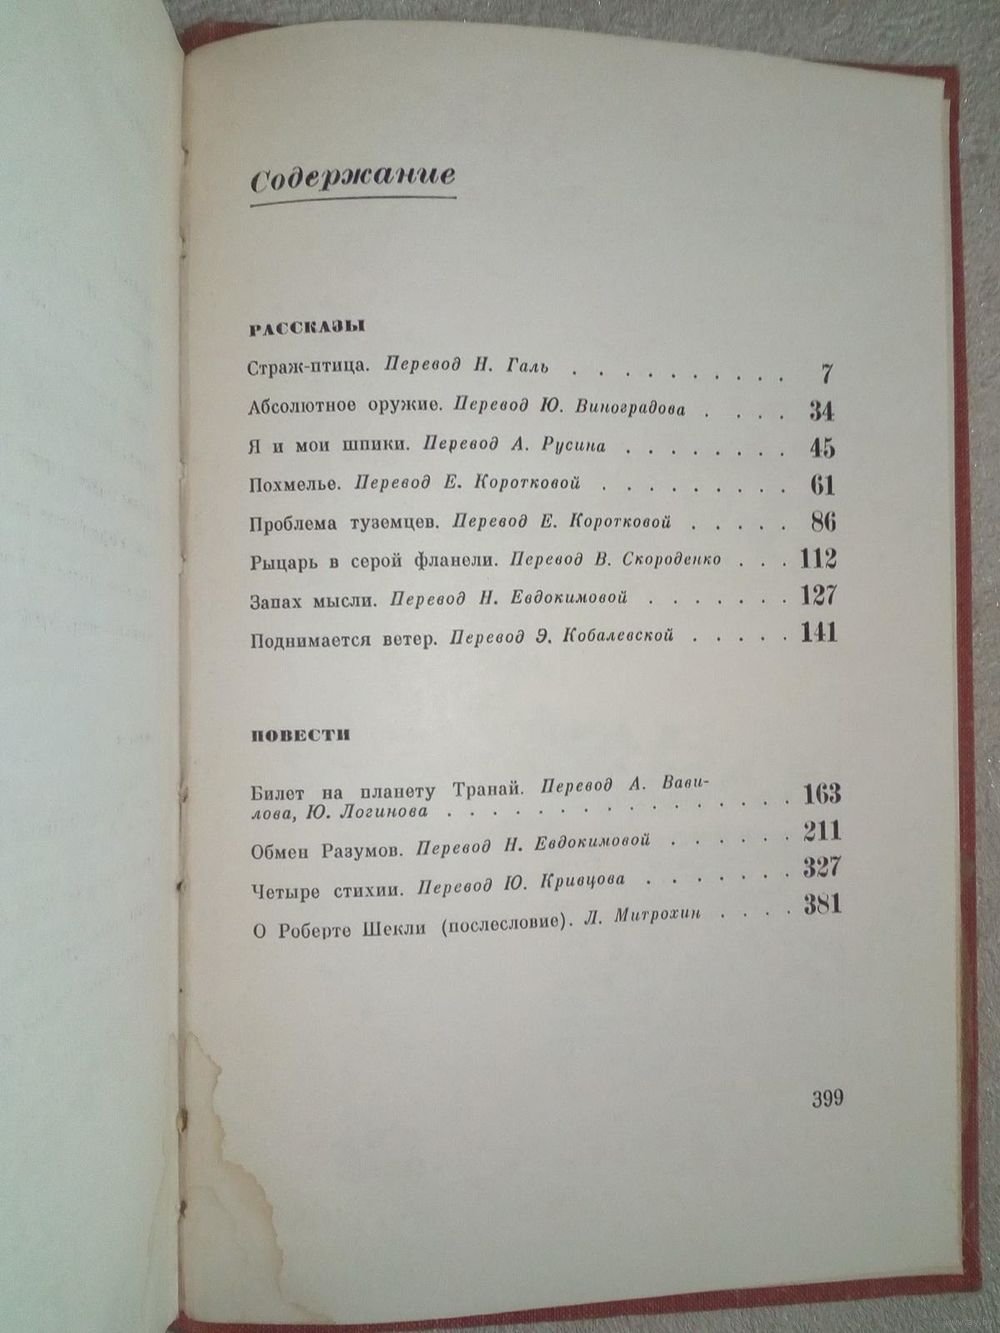 Содержание
РАССКАЗЫ
Страж-птица. Перевод Н. Галь . . . . . . . . . . 7
Абсолютное оружие. Перевод Ю. Виноградова . . . . 34
Я и мои шпики. Перевод А. Русина . . . . . . . . 45
Похмелье. Перевод Е. Коротковой . . . . . . . . . 61
Проблема туземцев. Перевод Е. Коротковой . . . . . 86
Рыцарь в серой фланели. Перевод В. Скороденко . . . 112
Запах мысли. Перевод Н. Евдокимовой . . . . . . . 127
Поднимается ветер. Перевод Э. Кобалевской . . . . . 141
ПОВЕСТИ
Билет на планету Транай. Перевод А. Вави-
лова, Ю. Логинова . . . . . . . . . . . . . . . . 163
Обмен Разумов. Перевод Н. Евдокимовой . . . . . . 211
Четыре стихии. Перевод Ю. Кривцова . . . . . . . 327
О Роберте Шекли (послесловие). Л. Митрохин . . . . 381
399
www.ay.by